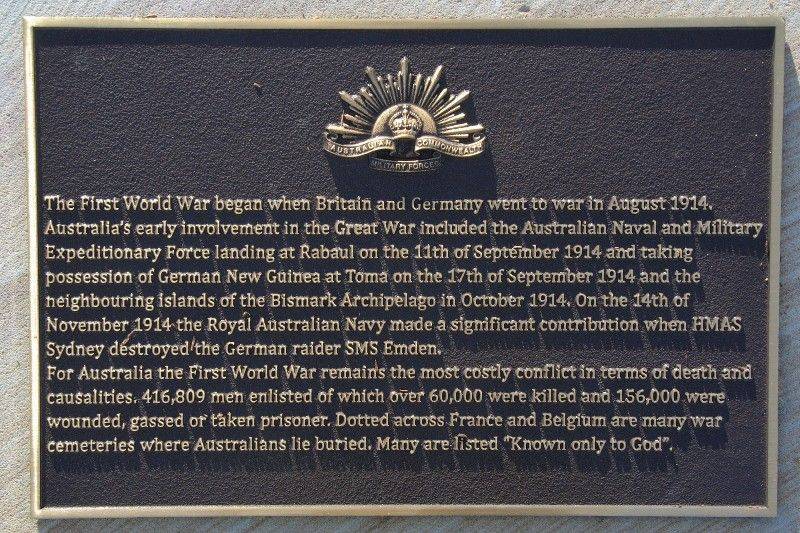 AUSTRALIAN COMMONWEALTH
MILITARY FORCES
The First World War began when Britain and Germany went to war in August 1914.
Australia's early involvement in the Great War included the Australian Naval and Military
Expeditionary Force landing at Rabaul on the 11th of September 1914 and taking
possession of German New Guinea at Toma on the 17th of September 1914 and the
neighbouring islands of the Bismark Archipelago in October 1914. On the 14th of
November 1914 the Royal Australian Navy made a significant contribution when HMAS
Sydney destroyed the German raider SMS Emden.
For Australia the First World War remains the most costly conflict in terms of death and
causalities. 416,809 men enlisted of which over 60,000 were killed and 156,000 were
wounded, gassed or taken prisoner. Dotted across France and Belgium are many war
cemeteries where Australians lie buried. Many are listed "Known only to God".